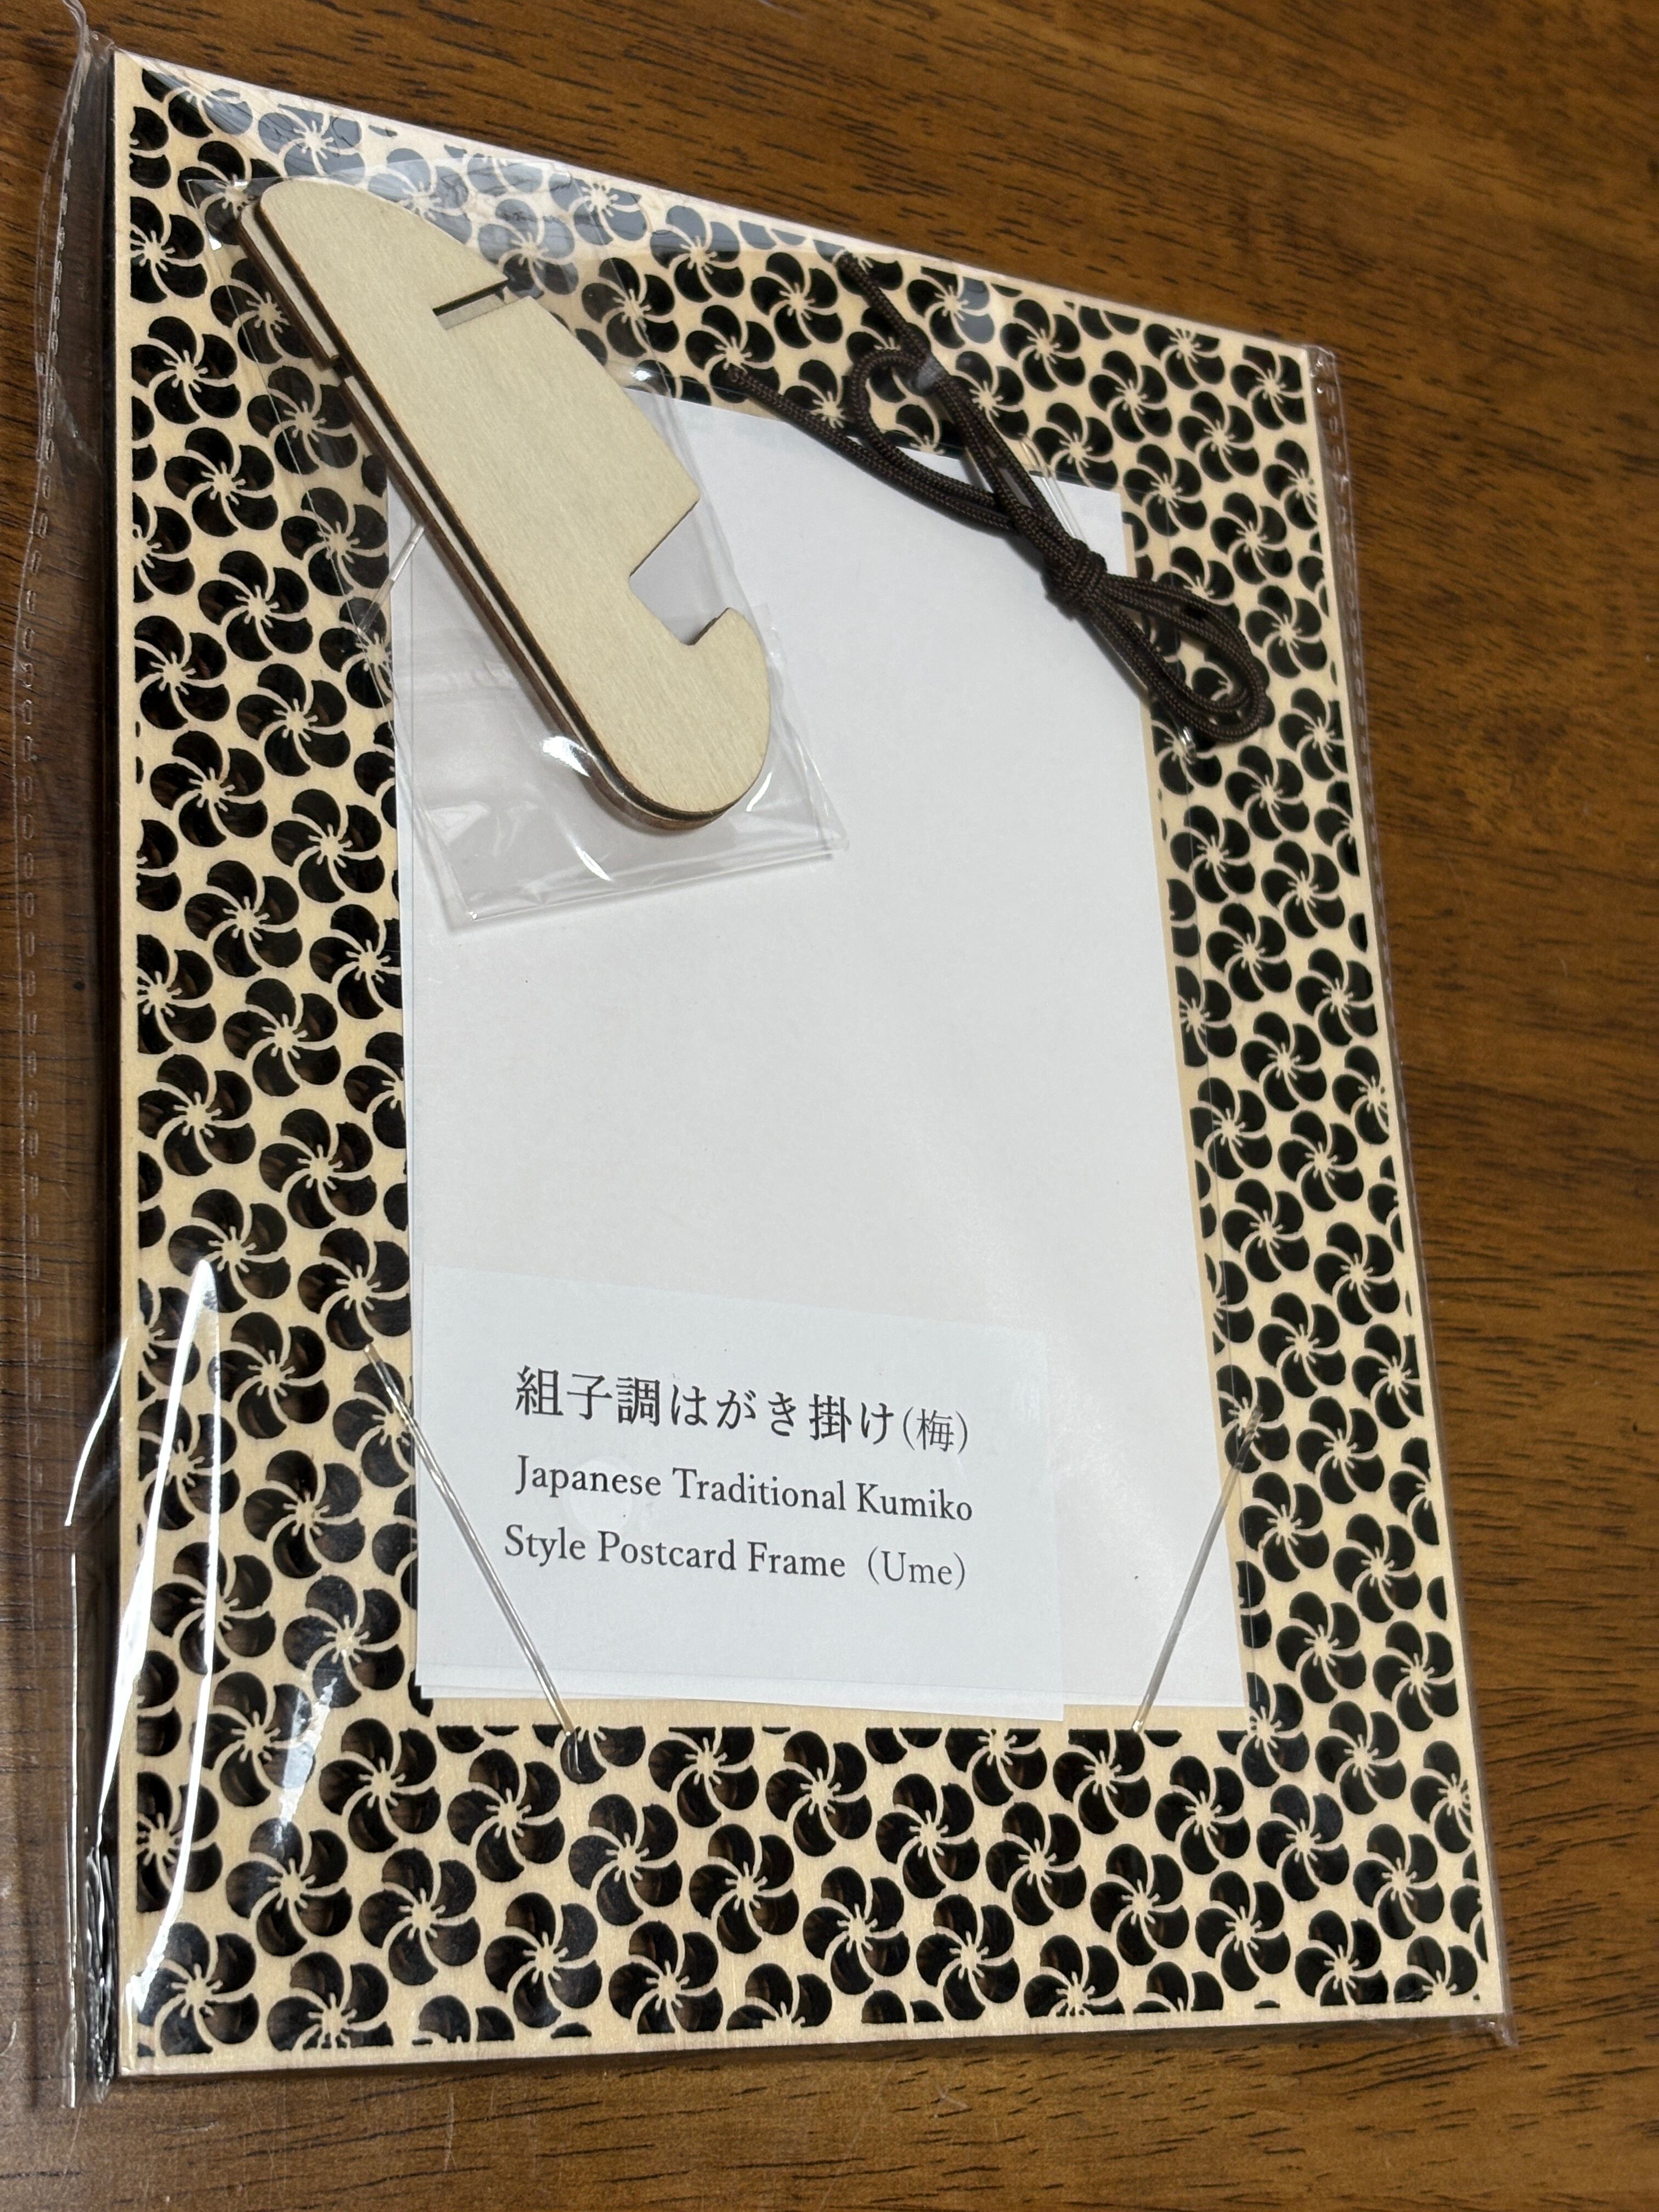 組子調はがき掛け(梅)
Japanese Traditional Kumiko
Style Postcard Frame（Ume）